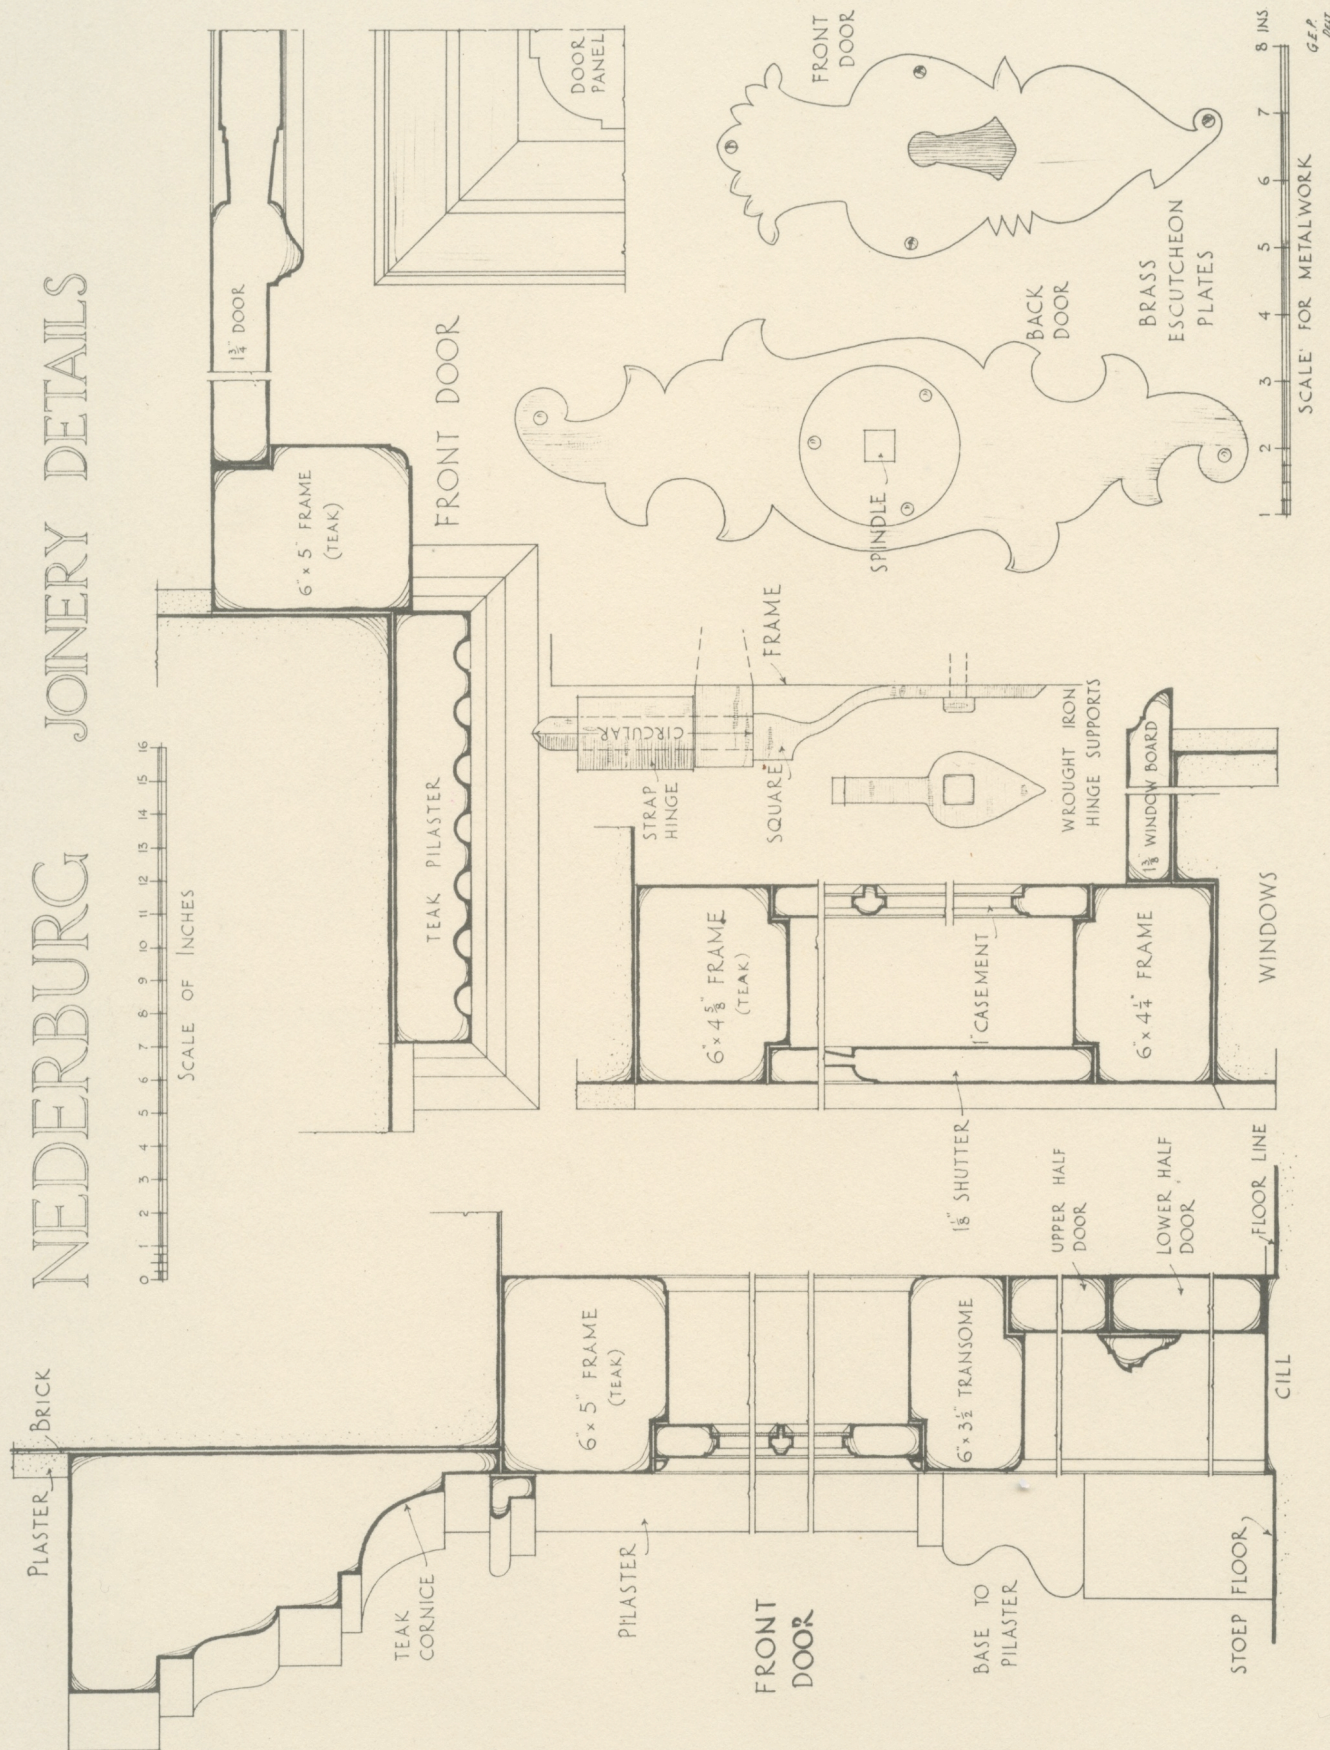 NEDERBURG JOINERY DETAILS
0 1 2 3 4 5 6 7 8 9 10 11 12 13 14 15 16
SCALE OF INCHES
PLASTER
BRICK
TEAK
CORNICE
6" x 5" FRAME
(TEAK)
PILASTER
FRONT
DOOR
6" x 3½" TRANSOME
BASE TO
PILASTER
UPPER HALF
DOOR
LOWER HALF
DOOR
FLOOR LINE
CILL
STOEP FLOOR
TEAK PILASTER
6" x 5" FRAME
(TEAK)
1¾" DOOR
FRONT DOOR
DOOR
PANEL
6" x 4⅝" FRAME
(TEAK)
1" CASEMENT
1⅛" SHUTTER
6" x 4¼" FRAME
1⅜" WINDOW BOARD
WINDOWS
STRAP
HINGE
CIRCULAR
SQUARE
FRAME
WROUGHT IRON
HINGE SUPPORTS
SPINDLE
BACK
DOOR
FRONT
DOOR
BRASS
ESCUTCHEON
PLATES
1 2 3 4 5 6 7 8 INS
SCALE FOR METALWORK
G.E.P.
DELT